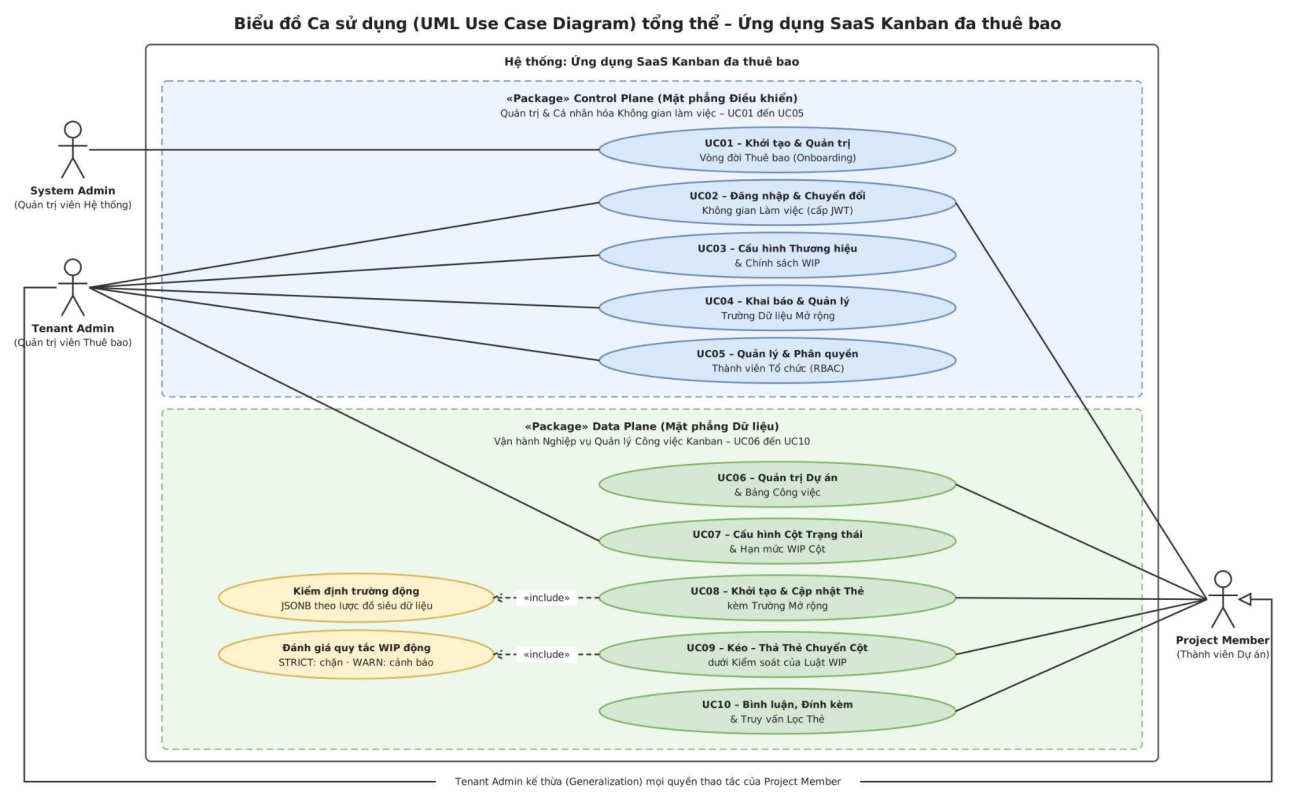 Biểu đồ Ca sử dụng (UML Use Case Diagram) tổng thể – Ứng dụng SaaS Kanban đa thuê bao
Hệ thống: Ứng dụng SaaS Kanban đa thuê bao
«Package» Control Plane (Mặt phẳng Điều khiển)
Quản trị & Cá nhân hóa Không gian làm việc – UC01 đến UC05
UC01 – Khởi tạo & Quản trị
Vòng đời Thuê bao (Onboarding)
System Admin
(Quản trị viên Hệ thống)
UC02 – Đăng nhập & Chuyển đổi
Không gian Làm việc (cấp JWT)
UC03 – Cấu hình Thương hiệu
& Chính sách WIP
Tenant Admin
(Quản trị viên Thuê bao)
UC04 – Khai báo & Quản lý
Trường Dữ liệu Mở rộng
UC05 – Quản lý & Phân quyền
Thành viên Tổ chức (RBAC)
«Package» Data Plane (Mặt phẳng Dữ liệu)
Vận hành Nghiệp vụ Quản lý Công việc Kanban – UC06 đến UC10
UC06 – Quản trị Dự án
& Bảng Công việc
UC07 – Cấu hình Cột Trạng thái
& Hạn mức WIP Cột
Kiểm định trường động
JSONB theo lược đồ siêu dữ liệu
«include»
UC08 – Khởi tạo & Cập nhật Thẻ
kèm Trường Mở rộng
Đánh giá quy tắc WIP động
STRICT: chặn · WARN: cảnh báo
«include»
UC09 – Kéo – Thả Thẻ Chuyển Cột
dưới Kiểm soát của Luật WIP
Project Member
(Thành viên Dự án)
UC10 – Bình luận, Đính kèm
& Truy vấn Lọc Thẻ
Tenant Admin kế thừa (Generalization) mọi quyền thao tác của Project Member